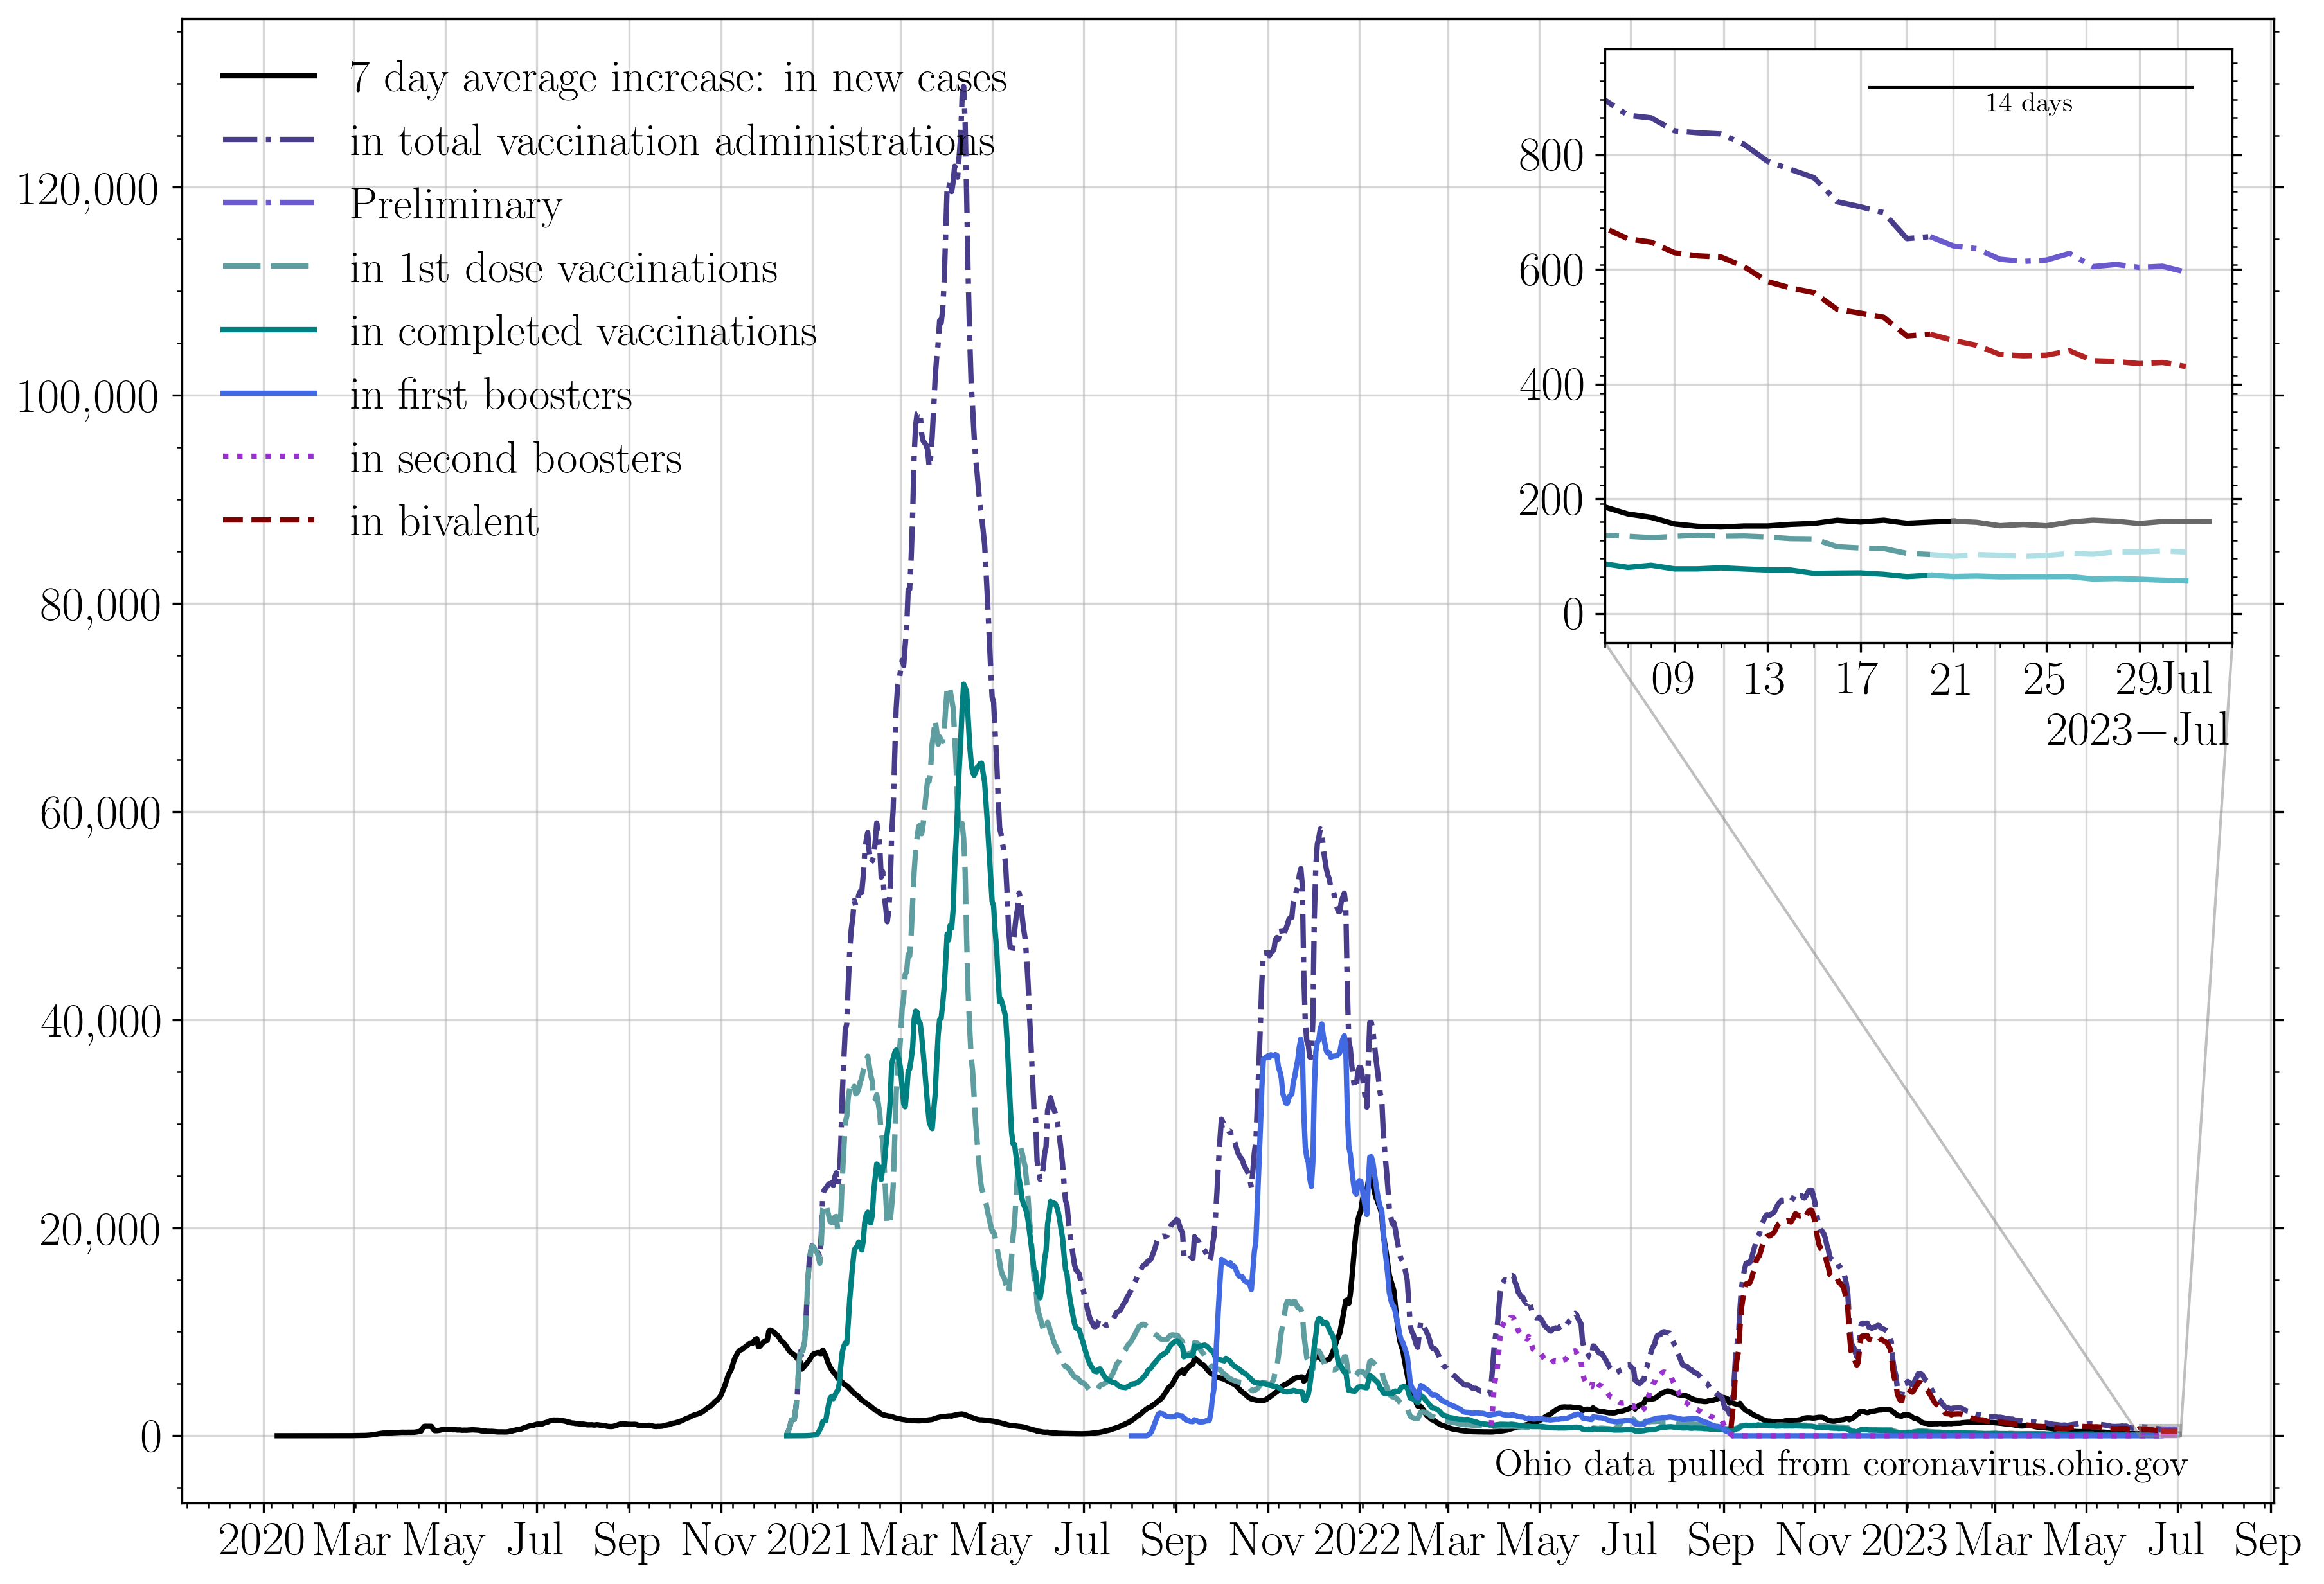 7 day average increase: in new cases
in total vaccination administrations
Preliminary
in 1st dose vaccinations
in completed vaccinations
in first boosters
in second boosters
in bivalent
120,000
100,000
80,000
60,000
40,000
20,000
0
14 days
800
600
400
200
0
09 13 17 21 25 29 Jul
2023−Jul
Ohio data pulled from coronavirus.ohio.gov
2020 Mar May Jul Sep Nov 2021 Mar May Jul Sep Nov 2022 Mar May Jul Sep Nov 2023 Mar May Jul Sep